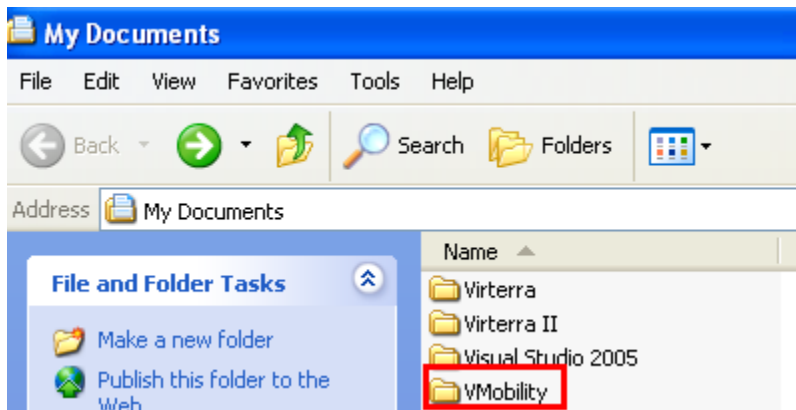 My Documents
File Edit View Favorites Tools Help
Back Search Folders
Address My Documents
Name
File and Folder Tasks
Make a new folder
Publish this folder to the
Web
Virterra
Virterra II
Visual Studio 2005
VMobility